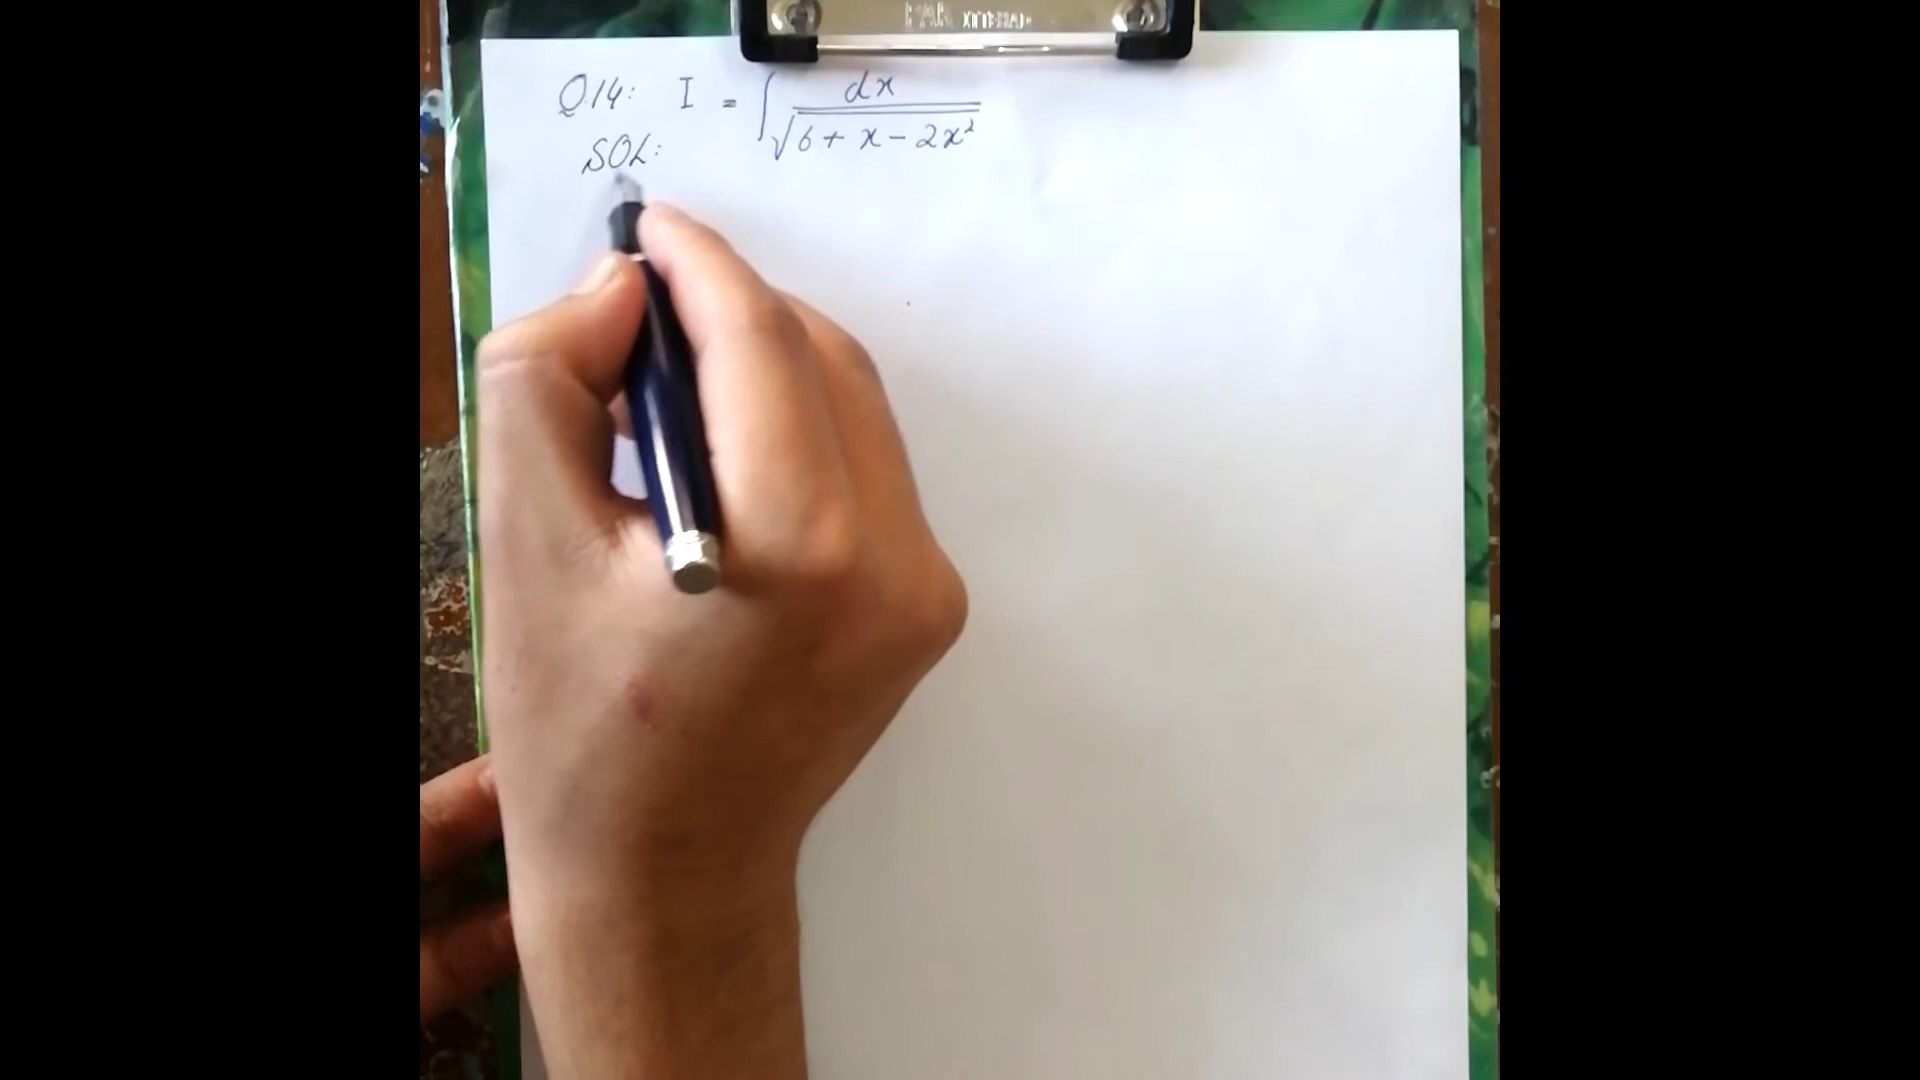 Q14: I = ∫ dx / √(6 + x - 2x²)
SOL: